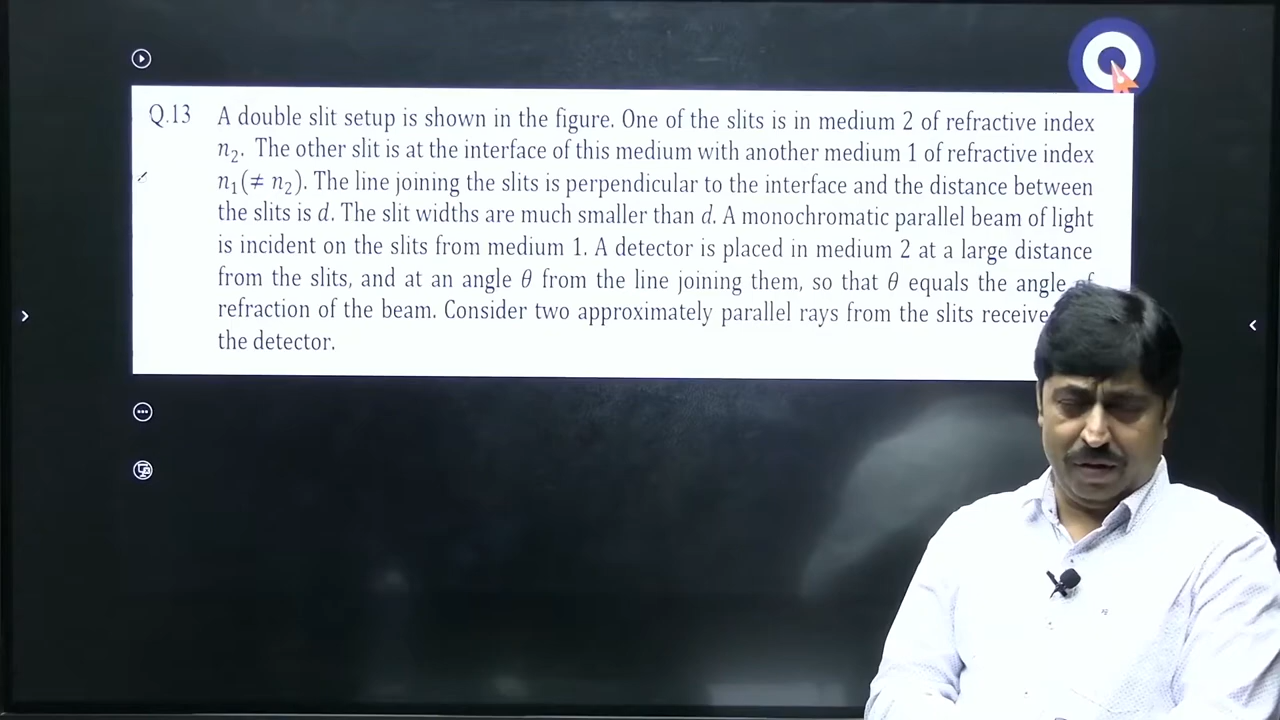 Q.13 A double slit setup is shown in the figure. One of the slits is in medium 2 of refractive index
n₂. The other slit is at the interface of this medium with another medium 1 of refractive index
n₁(≠ n₂). The line joining the slits is perpendicular to the interface and the distance between
the slits is d. The slit widths are much smaller than d. A monochromatic parallel beam of light
is incident on the slits from medium 1. A detector is placed in medium 2 at a large distance
from the slits, and at an angle θ from the line joining them, so that θ equals the angle of
refraction of the beam. Consider two approximately parallel rays from the slits receive
the detector.